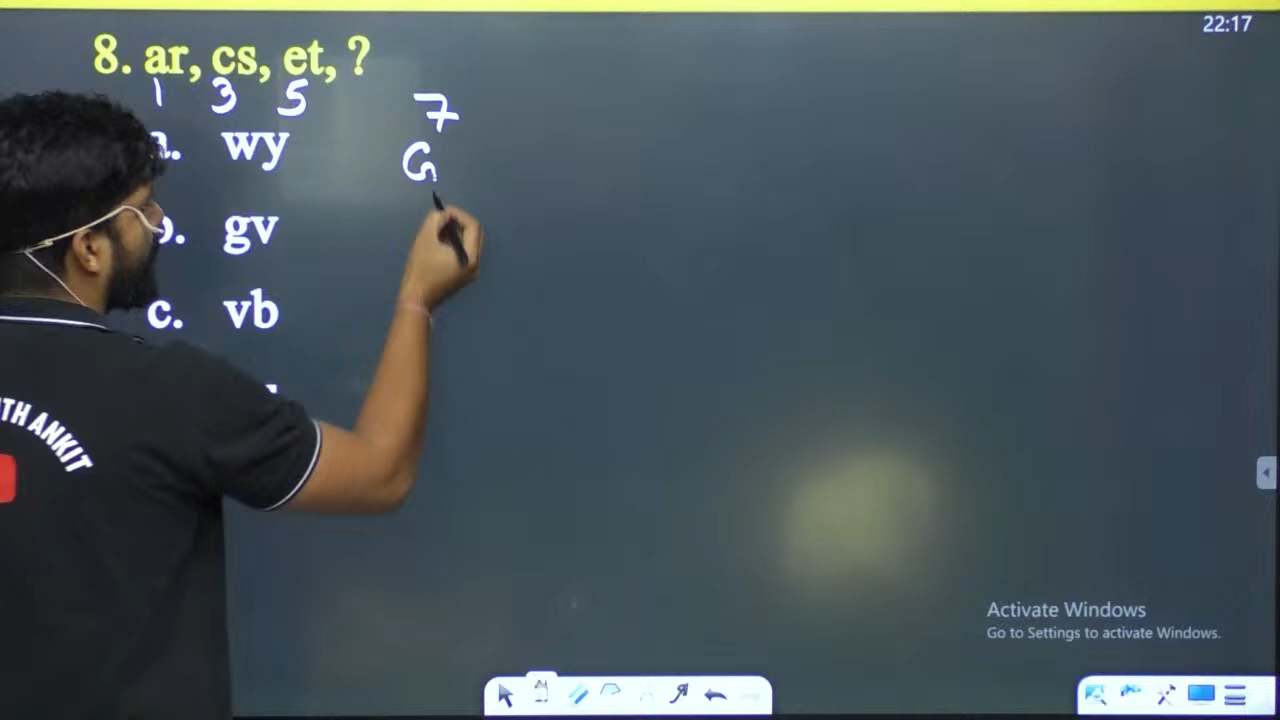 22:17
8. ar, cs, et, ?
1 3 5 7
a. wy G
b. gv
c. vb
TH ANKIT
Activate Windows
Go to Settings to activate Windows.